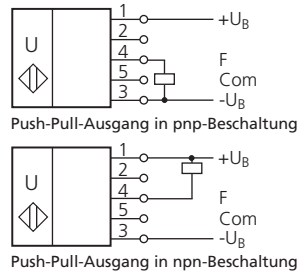 1 +UB
2
U 4 F
5 Com
3 -UB
Push-Pull-Ausgang in pnp-Beschaltung
1 +UB
2
U 4 F
5 Com
3 -UB
Push-Pull-Ausgang in npn-Beschaltung